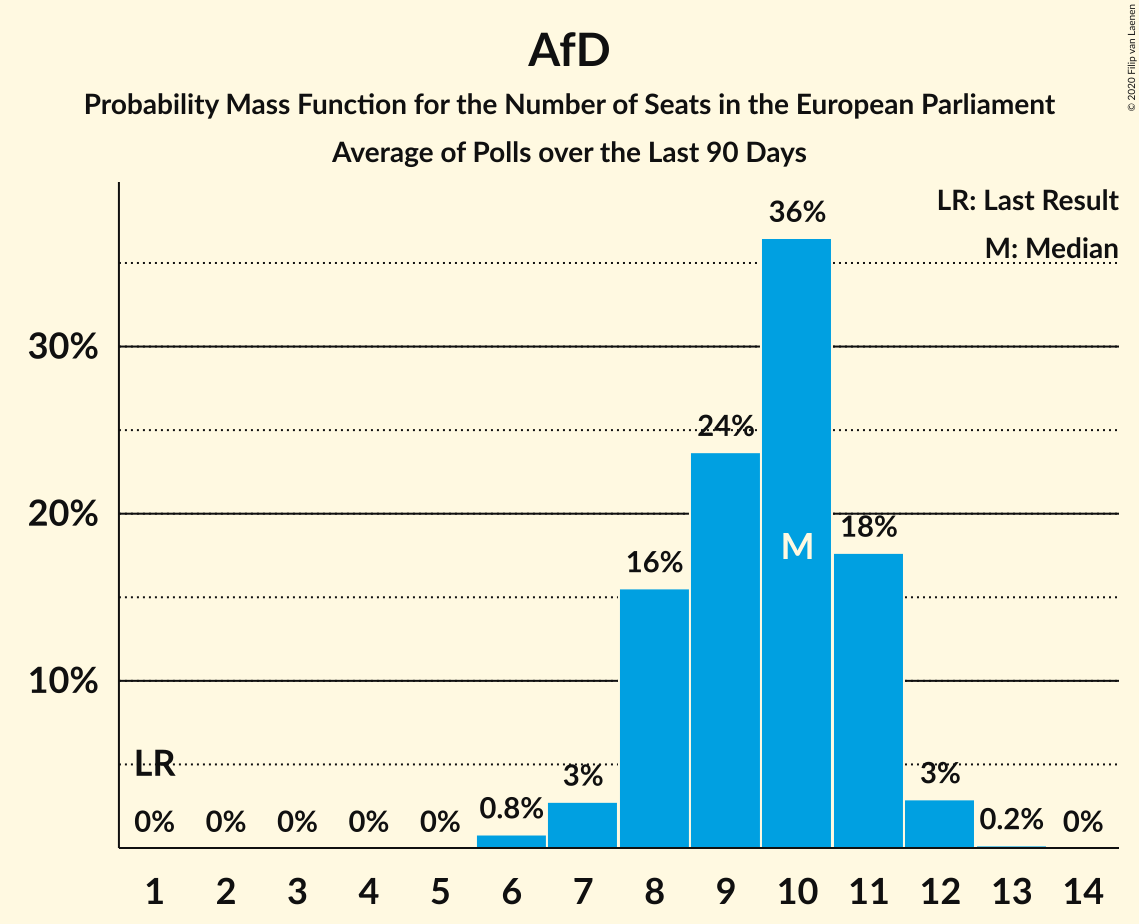 AfD
Probability Mass Function for the Number of Seats in the European Parliament
Average of Polls over the Last 90 Days
© 2020 Filip van Laenen
LR: Last Result
M: Median
30%
20%
10%
LR
0%
0%
0%
0%
0%
0.8%
3%
16%
24%
36%
M
18%
3%
0.2%
0%
1 2 3 4 5 6 7 8 9 10 11 12 13 14